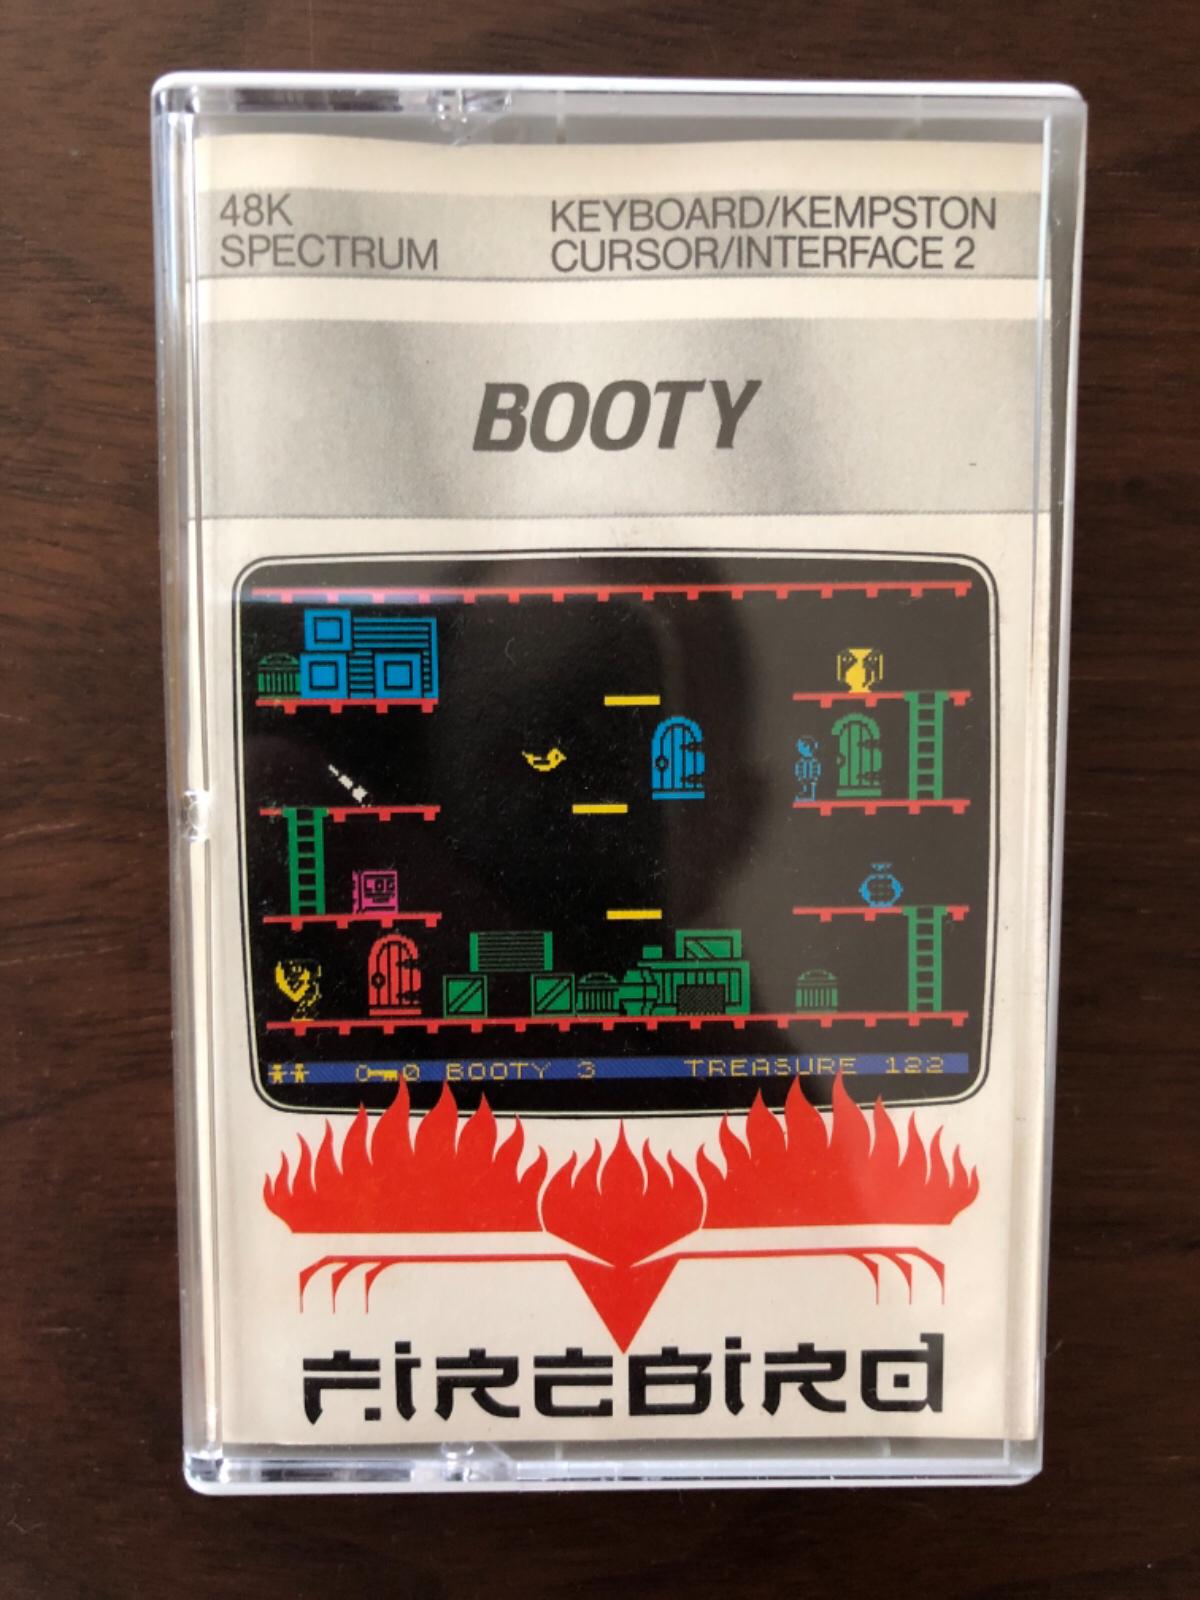 48K
SPECTRUM
KEYBOARD/KEMPSTON
CURSOR/INTERFACE 2
BOOTY
0 BOOTY 3 TREASURE 122
FIREBIRD